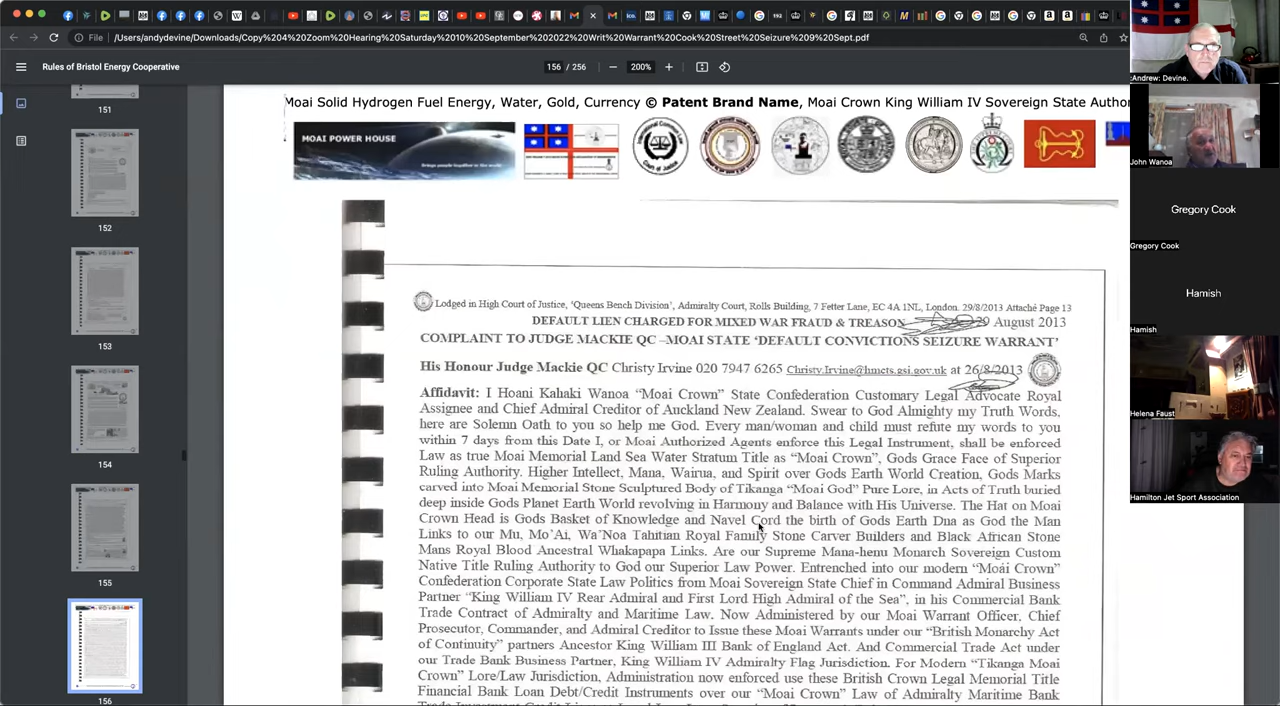 File
/Users/andydevine/Downloads/Copy%204%20Zoom%20Hearing%20Saturday%2010%20September%202022%20Writ%20Warrant%20Cook%20Street%20Seizure%209%20Sept.pdf
Rules of Bristol Energy Cooperative
156 / 256
200%
151
152
153
154
155
156
Moai Solid Hydrogen Fuel Energy, Water, Gold, Currency © Patent Brand Name, Moai Crown King William IV Sovereign State Autho
MOAI POWER HOUSE
Lodged in High Court of Justice, 'Queens Bench Division', Admiralty Court, Rolls Building, 7 Fetter Lane, EC 4A 1NL, London. 29/8/2013 Attaché Page 13
DEFAULT LIEN CHARGED FOR MIXED WAR FRAUD & TREASON 29 August 2013
COMPLAINT TO JUDGE MACKIE QC –MOAI STATE 'DEFAULT CONVICTIONS SEIZURE WARRANT'
His Honour Judge Mackie QC Christy Irvine 020 7947 6265 Christy.Irvine@hmcts.gsi.gov.uk at 26/8/2013
Affidavit: I Hoani Kahaki Wanoa "Moai Crown" State Confederation Customary Legal Advocate Royal
Assignee and Chief Admiral Creditor of Auckland New Zealand. Swear to God Almighty my Truth Words,
here are Solemn Oath to you so help me God. Every man/woman and child must refute my words to you
within 7 days from this Date I, or Moai Authorized Agents enforce this Legal Instrument, shall be enforced
Law as true Moai Memorial Land Sea Water Stratum Title as "Moai Crown", Gods Grace Face of Superior
Ruling Authority. Higher Intellect, Mana, Wairua, and Spirit over Gods Earth World Creation, Gods Marks
carved into Moai Memorial Stone Sculptured Body of Tikanga "Moai God" Pure Lore, in Acts of Truth buried
deep inside Gods Planet Earth World revolving in Harmony and Balance with His Universe. The Hat on Moai
Crown Head is Gods Basket of Knowledge and Navel Cord the birth of Gods Earth Dna as God the Man
Links to our Mu, Mo'Ai, Wa'Noa Tahitian Royal Family Stone Carver Builders and Black African Stone
Mans Royal Blood Ancestral Whakapapa Links. Are our Supreme Mana-henu Monarch Sovereign Custom
Native Title Ruling Authority to God our Superior Law Power. Entrenched into our modern "Moai Crown"
Confederation Corporate State Law Politics from Moai Sovereign State Chief in Command Admiral Business
Partner "King William IV Rear Admiral and First Lord High Admiral of the Sea", in his Commercial Bank
Trade Contract of Admiralty and Maritime Law, Now Administered by our Moai Warrant Officer, Chief
Prosecutor, Commander, and Admiral Creditor to Issue these Moai Warrants under our "British Monarchy Act
of Continuity" partners Ancestor King William III Bank of England Act. And Commercial Trade Act under
our Trade Bank Business Partner, King William IV Admiralty Flag Jurisdiction. For Modern "Tikanga Moai
Crown" Lore/Law Jurisdiction, Administration now enforced use the British Crown Legal Memorial Title
Financial Bank Loan Debt/Credit Instruments over our "Moai Crown" Law of Admiralty Maritime Bank
:Andrew: Devine.
John Wanoa
Gregory Cook
Gregory Cook
Hamish
Hamish
Helena Faust
Hamilton Jet Sport Association